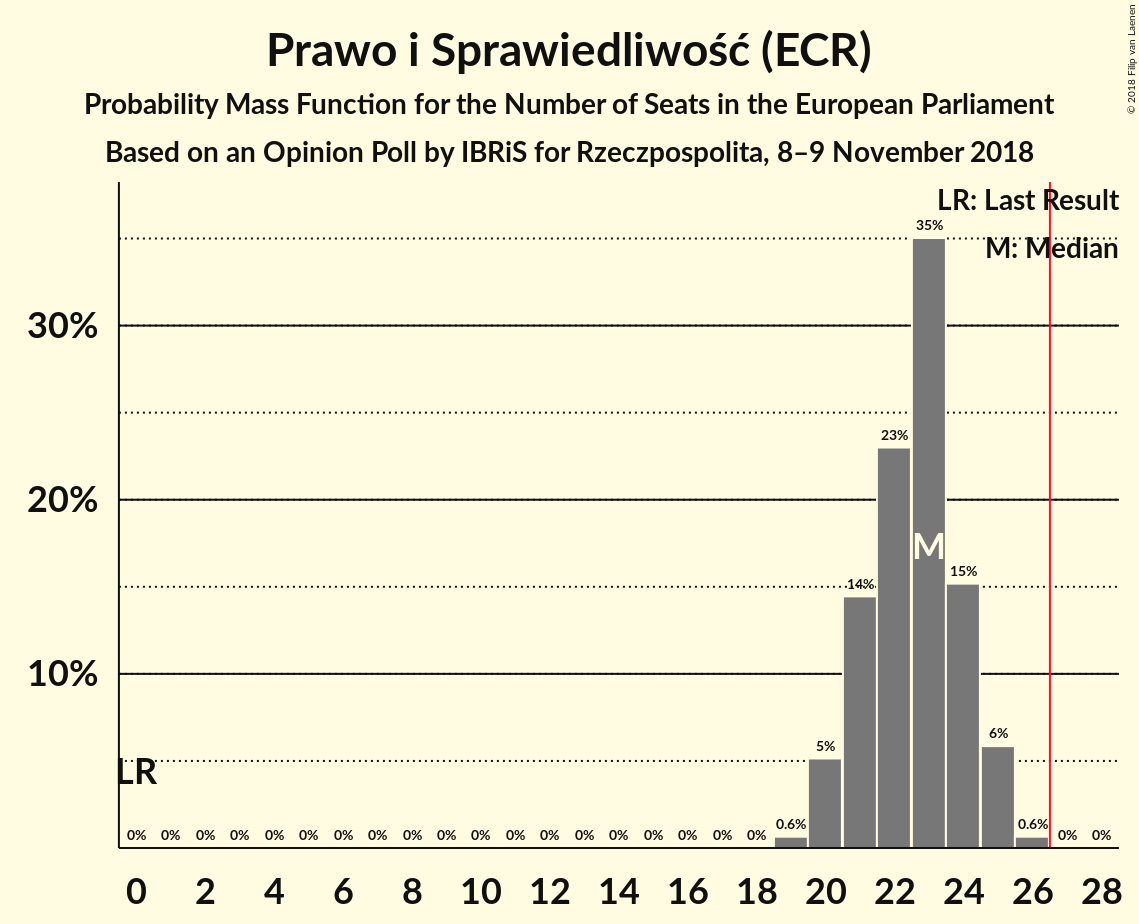 Prawo i Sprawiedliwość (ECR)
Probability Mass Function for the Number of Seats in the European Parliament
Based on an Opinion Poll by IBRiS for Rzeczpospolita, 8–9 November 2018
© 2018 Filip van Laenen
LR: Last Result
M: Median
35%
30%
23%
20%
M
15%
14%
10%
6%
5%
LR
0% 0% 0% 0% 0% 0% 0% 0% 0% 0% 0% 0% 0% 0% 0% 0% 0% 0% 0% 0.6% 0.6% 0% 0%
0 2 4 6 8 10 12 14 16 18 20 22 24 26 28